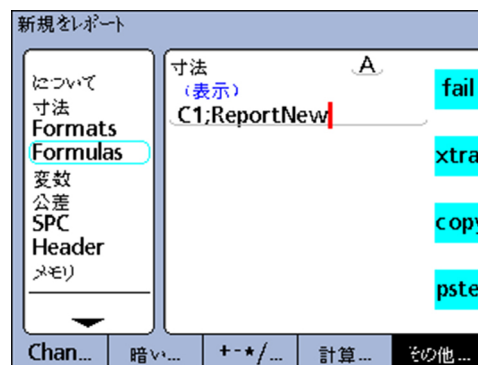 新規をレポート
について
寸法
Formats
Formulas
変数
公差
SPC
Header
メモリ
寸法
A
(表示)
C1;ReportNew
fail
xtra
copy
pste
Chan...
暗い...
+-*/...
計算...
その他...